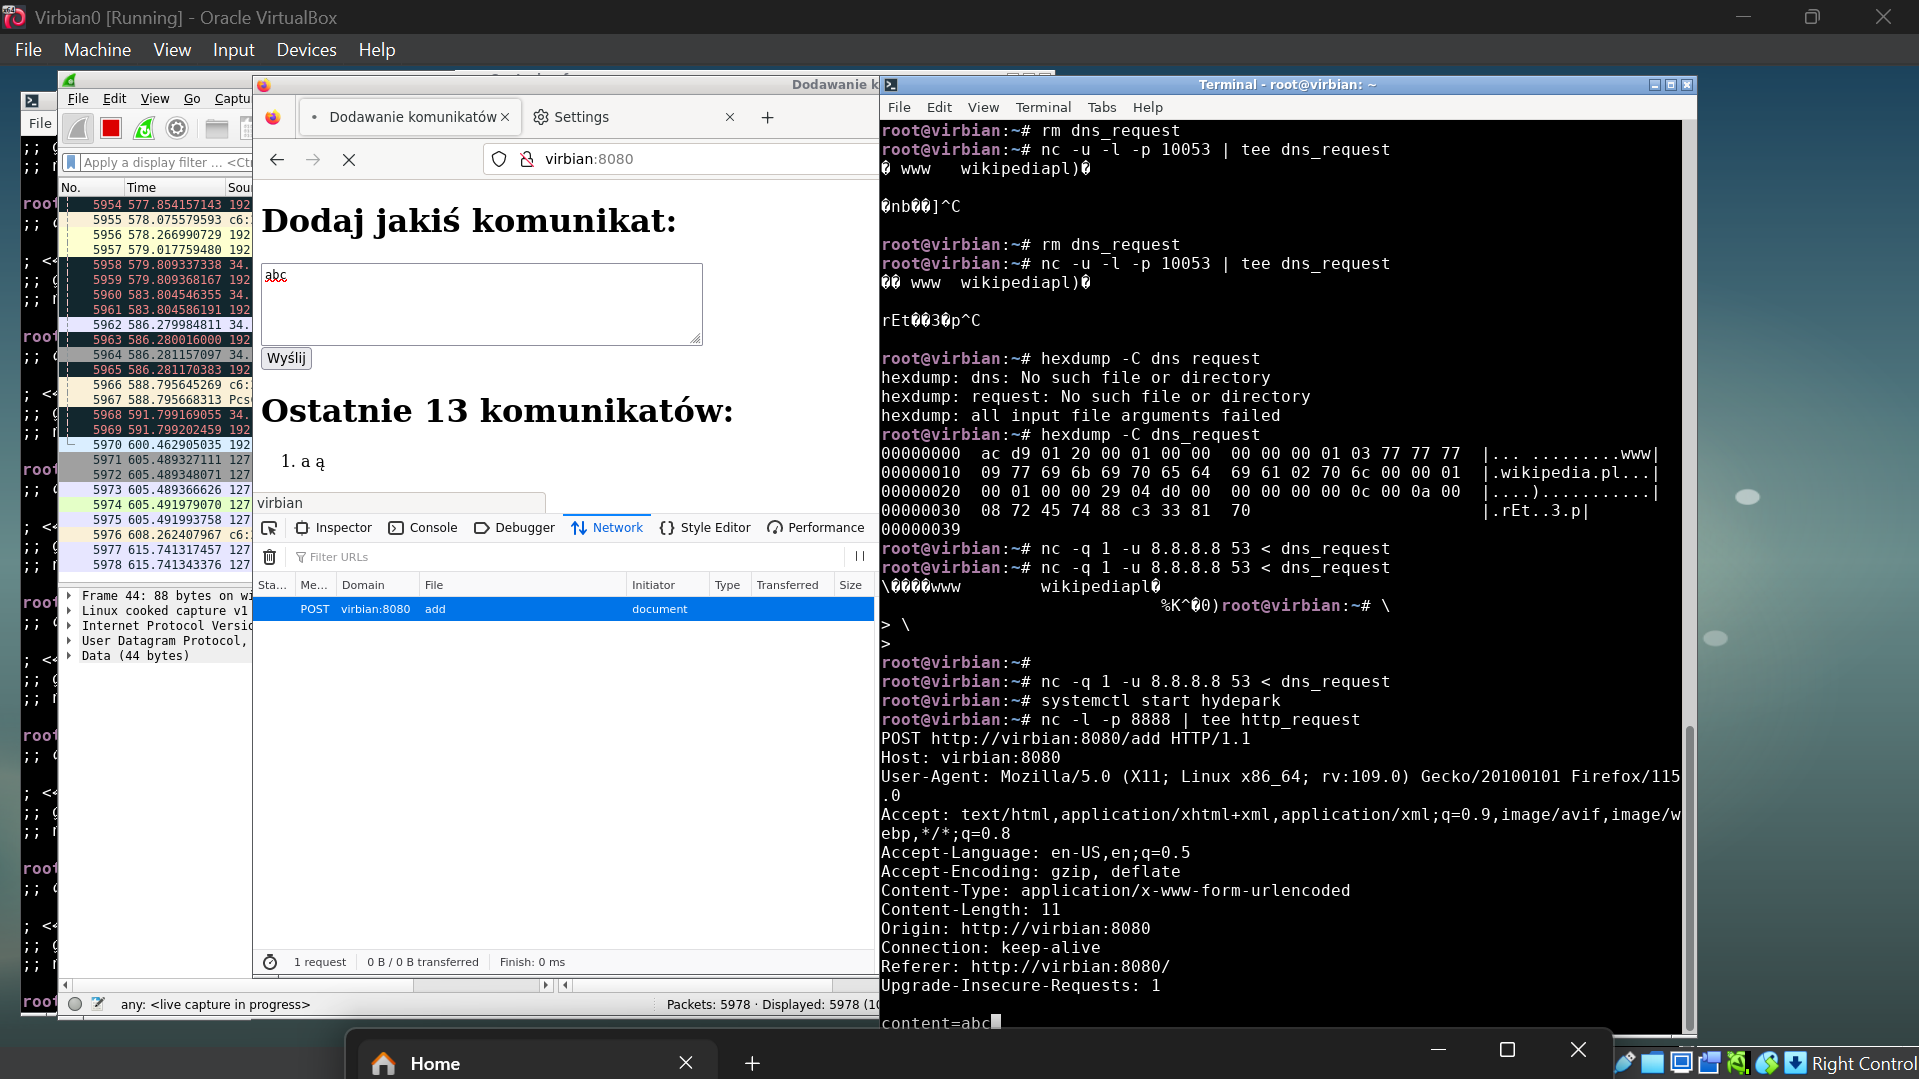 Virbian0 [Running] - Oracle VirtualBox
File Machine View Input Devices Help
File Edit View Go Captu
Apply a display filter ... <Ctr
No. Time Sou
5954 577.854157143 192
5955 578.075579593 c6:
5956 578.266990729 192
5957 579.017759480 192
5958 579.809337338 34.
5959 579.809368167 192
5960 583.804546355 34.
5961 583.804586191 192
5962 586.279984811 34.
5963 586.280016000 192
5964 586.281157097 34.
5965 586.281170383 192
5966 588.795645269 c6:
5967 588.795668313 Pcs
5968 591.799169055 34.
5969 591.799202459 192
5970 600.462905035 192
5971 605.489327111 127
5972 605.489348071 127
5973 605.489366626 127
5974 605.491979070 127
5975 605.491993758 127
5976 608.262407967 c6:
5977 615.741317457 127
5978 615.741343376 127
Frame 44: 88 bytes on wi
Linux cooked capture v1
Internet Protocol Versio
User Datagram Protocol,
Data (44 bytes)
any: <live capture in progress>
Packets: 5978 · Displayed: 5978 (10
Dodawanie k
Dodawanie komunikatów
Settings
virbian:8080
Dodaj jakiś komunikat:
abc
Wyślij
Ostatnie 13 komunikatów:
1. a ą
virbian
Inspector Console Debugger Network Style Editor Performance
Filter URLs
Sta... Me... Domain File Initiator Type Transferred Size
POST virbian:8080 add document
1 request 0 B / 0 B transferred Finish: 0 ms
Terminal - root@virbian: ~
File Edit View Terminal Tabs Help
root@virbian:~# rm dns_request
root@virbian:~# nc -u -l -p 10053 | tee dns_request
� www wikipediapl)�
�nb��]^C
root@virbian:~# rm dns_request
root@virbian:~# nc -u -l -p 10053 | tee dns_request
�� www wikipediapl)�
rEt��3�p^C
root@virbian:~# hexdump -C dns request
hexdump: dns: No such file or directory
hexdump: request: No such file or directory
hexdump: all input file arguments failed
root@virbian:~# hexdump -C dns_request
00000000 ac d9 01 20 00 01 00 00 00 00 00 01 03 77 77 77 |... .........www|
00000010 09 77 69 6b 69 70 65 64 69 61 02 70 6c 00 00 01 |.wikipedia.pl...|
00000020 00 01 00 00 29 04 d0 00 00 00 00 00 0c 00 0a 00 |....)...........|
00000030 08 72 45 74 88 c3 33 81 70 |.rEt..3.p|
00000039
root@virbian:~# nc -q 1 -u 8.8.8.8 53 < dns_request
root@virbian:~# nc -q 1 -u 8.8.8.8 53 < dns_request
\����www wikipediapl�
%K^�0)root@virbian:~# \
> \
>
root@virbian:~#
root@virbian:~# nc -q 1 -u 8.8.8.8 53 < dns_request
root@virbian:~# systemctl start hydepark
root@virbian:~# nc -l -p 8888 | tee http_request
POST http://virbian:8080/add HTTP/1.1
Host: virbian:8080
User-Agent: Mozilla/5.0 (X11; Linux x86_64; rv:109.0) Gecko/20100101 Firefox/115
.0
Accept: text/html,application/xhtml+xml,application/xml;q=0.9,image/avif,image/w
ebp,*/*;q=0.8
Accept-Language: en-US,en;q=0.5
Accept-Encoding: gzip, deflate
Content-Type: application/x-www-form-urlencoded
Content-Length: 11
Origin: http://virbian:8080
Connection: keep-alive
Referer: http://virbian:8080/
Upgrade-Insecure-Requests: 1
content=abc
Home
Right Control